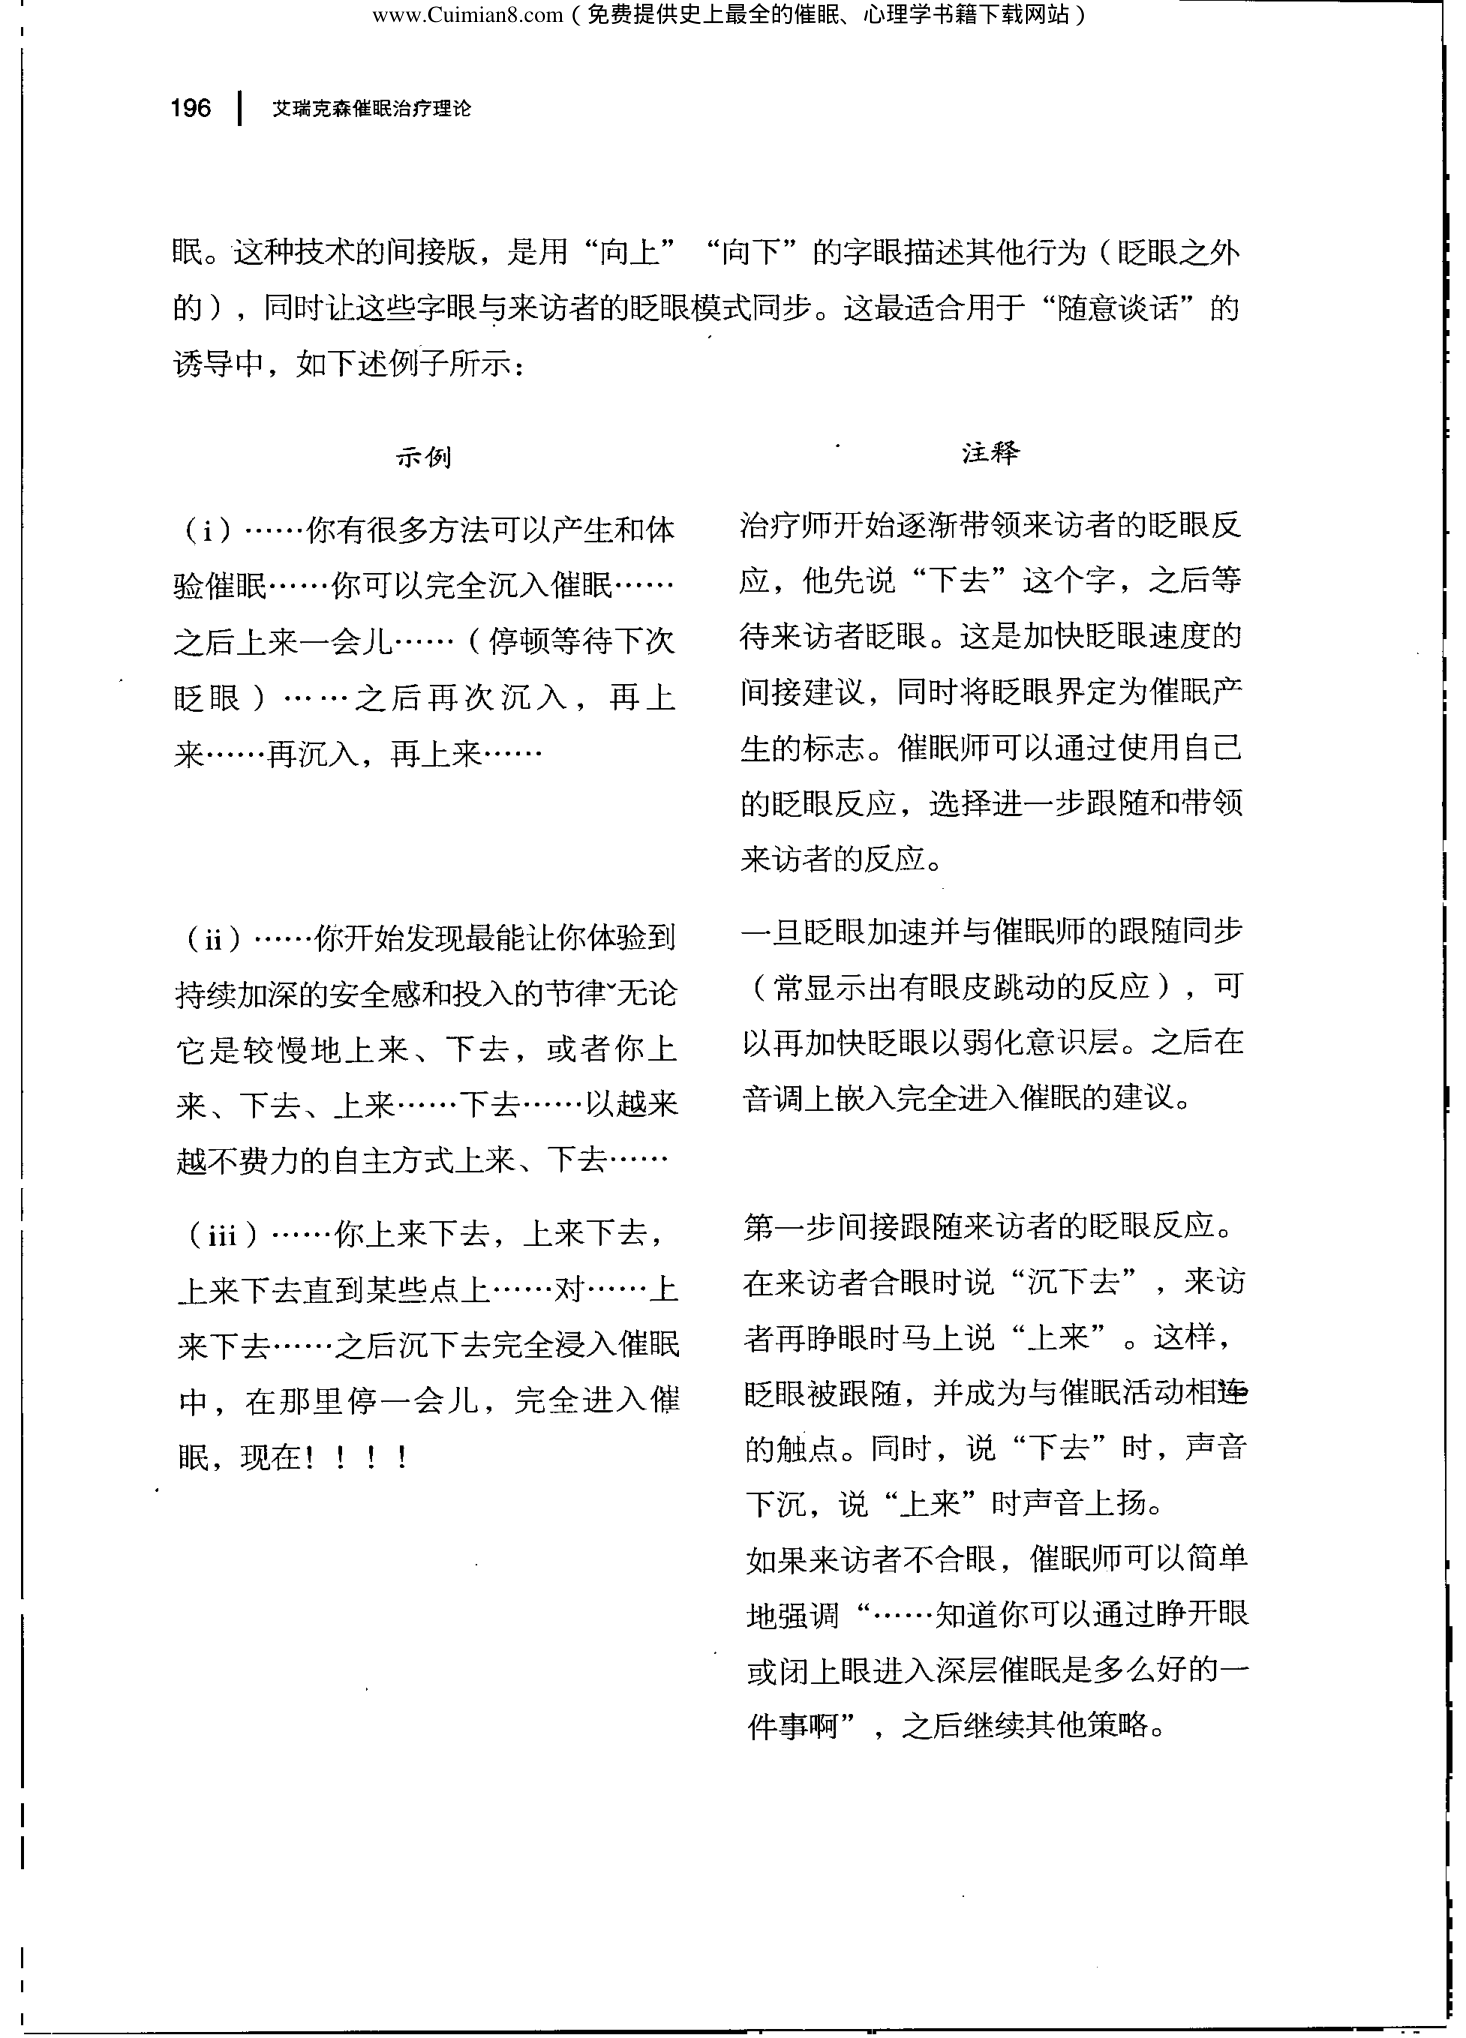 www.Cuimian8.com（免费提供史上最全的催眠、心理学书籍下载网站）
196 艾瑞克森催眠治疗理论
眠。这种技术的间接版，是用“向上”“向下”的字眼描述其他行为（眨眼之外
的），同时让这些字眼与来访者的眨眼模式同步。这最适合用于“随意谈话”的
诱导中，如下述例子所示：
示例
（i）……你有很多方法可以产生和体
验催眠……你可以完全沉入催眠……
之后上来一会儿……（停顿等待下次
眨眼）……之后再次沉入，再上
来……再沉入，再上来……
（ii）……你开始发现最能让你体验到
持续加深的安全感和投入的节律ˇ无论
它是较慢地上来、下去，或者你上
来、下去、上来……下去……以越来
越不费力的自主方式上来、下去……
（iii）……你上来下去，上来下去，
上来下去直到某些点上……对……上
来下去……之后沉下去完全浸入催眠
中，在那里停一会儿，完全进入催
眠，现在！！！！
注释
治疗师开始逐渐带领来访者的眨眼反
应，他先说“下去”这个字，之后等
待来访者眨眼。这是加快眨眼速度的
间接建议，同时将眨眼界定为催眠产
生的标志。催眠师可以通过使用自己
的眨眼反应，选择进一步跟随和带领
来访者的反应。
一旦眨眼加速并与催眠师的跟随同步
（常显示出有眼皮跳动的反应），可
以再加快眨眼以弱化意识层。之后在
音调上嵌入完全进入催眠的建议。
第一步间接跟随来访者的眨眼反应。
在来访者合眼时说“沉下去”，来访
者再睁眼时马上说“上来”。这样，
眨眼被跟随，并成为与催眠活动相连
的触点。同时，说“下去”时，声音
下沉，说“上来”时声音上扬。
如果来访者不合眼，催眠师可以简单
地强调“……知道你可以通过睁开眼
或闭上眼进入深层催眠是多么好的一
件事啊”，之后继续其他策略。